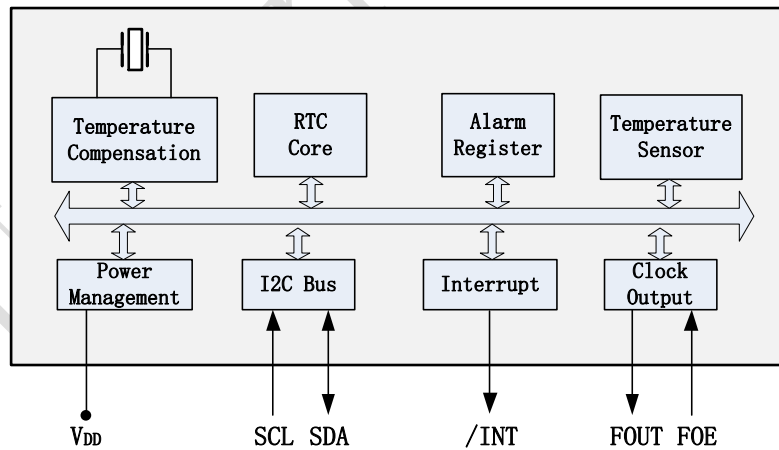 Temperature
Compensation
RTC
Core
Alarm
Register
Temperature
Sensor
Power
Management
I2C Bus
Interrupt
Clock
Output
VDD
SCL SDA
/INT
FOUT FOE